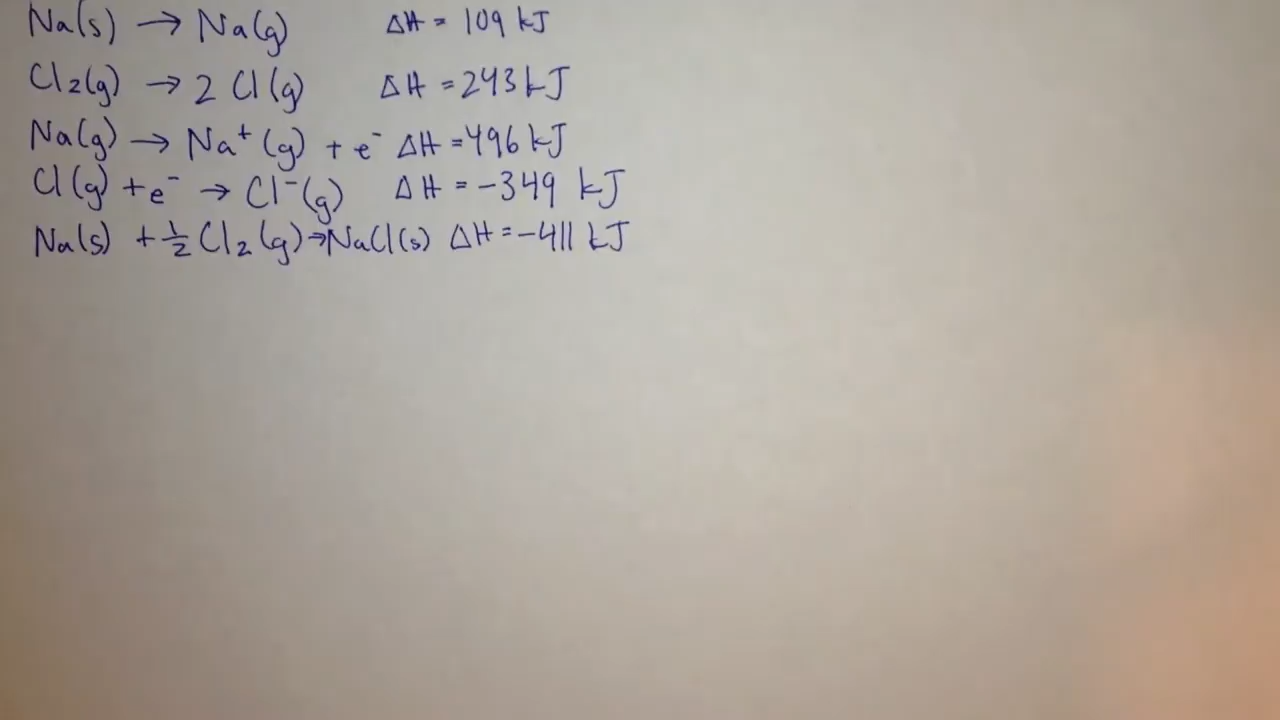 Na(s) → Na(g) ΔH = 109 kJ
Cl₂(g) → 2 Cl(g) ΔH = 243 kJ
Na(g) → Na⁺(g) + e⁻ ΔH = 496 kJ
Cl(g) + e⁻ → Cl⁻(g) ΔH = -349 kJ
Na(s) + ½ Cl₂(g) → NaCl(s) ΔH = -411 kJ